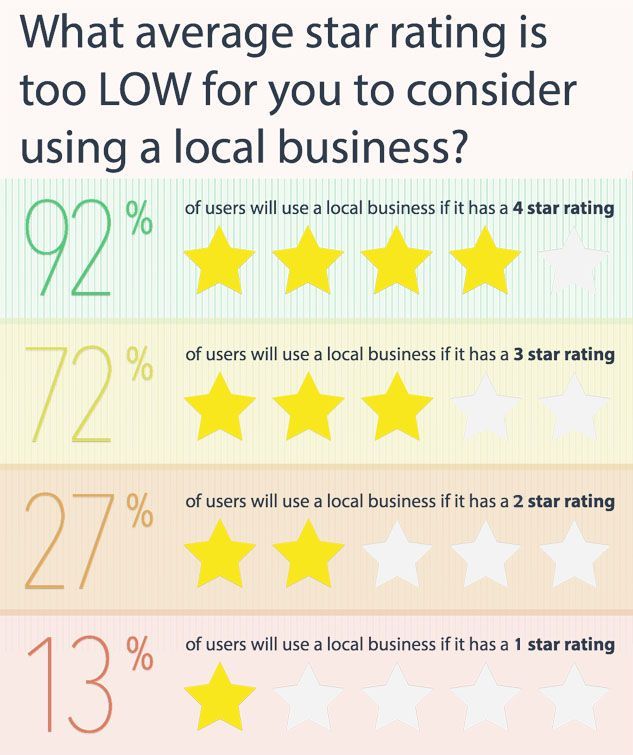 What average star rating is
too LOW for you to consider
using a local business?
92%
of users will use a local business if it has a 4 star rating
72%
of users will use a local business if it has a 3 star rating
27%
of users will use a local business if it has a 2 star rating
13%
of users will use a local business if it has a 1 star rating